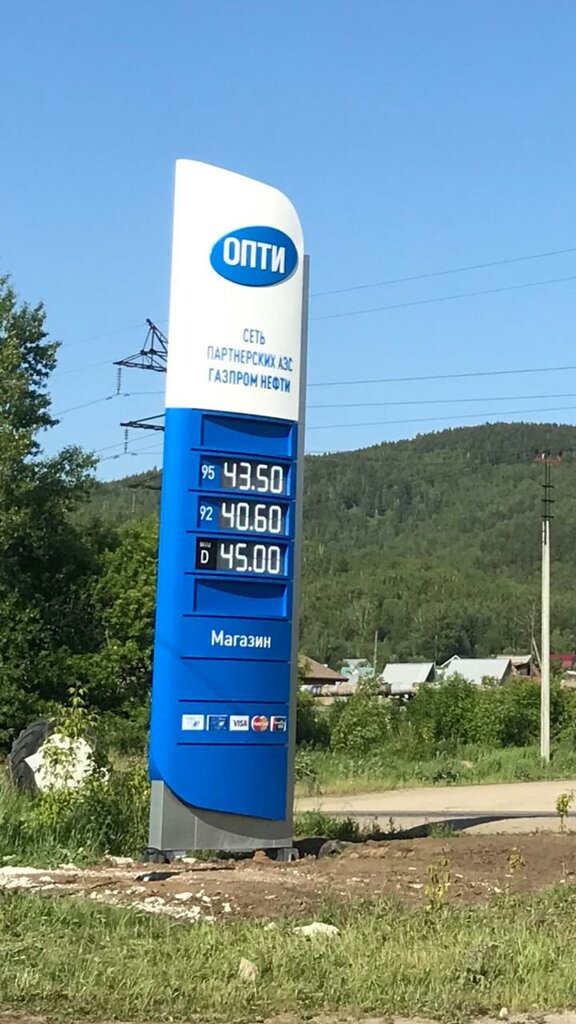 ОПТИ
СЕТЬ
ПАРТНЕРСКИХ АЗС
ГАЗПРОМ НЕФТИ
95 43.50
92 40.60
D 45.00
Магазин
VISA